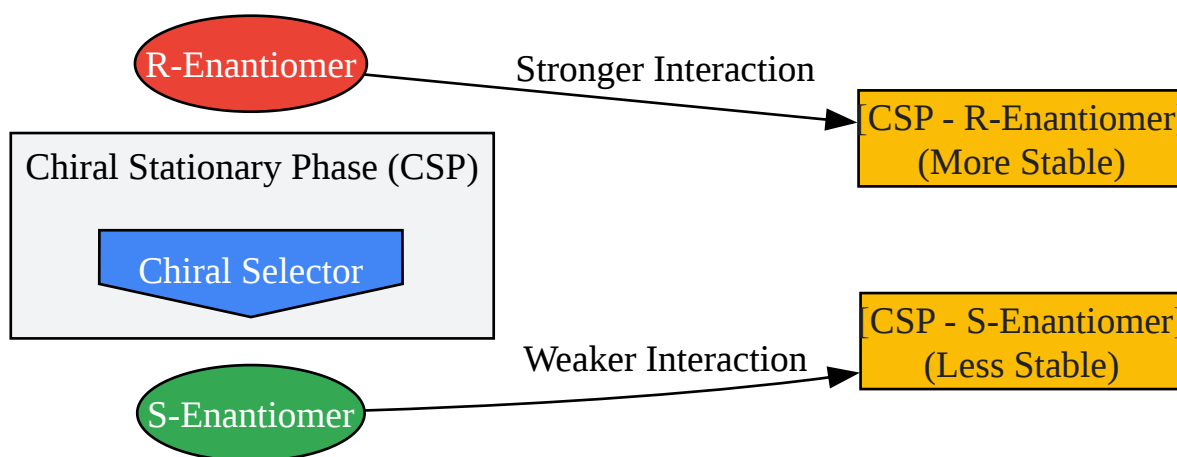 R-Enantiomer
Stronger Interaction
[CSP - R-Enantiomer]
(More Stable)
Chiral Stationary Phase (CSP)
Chiral Selector
[CSP - S-Enantiomer]
(Less Stable)
Weaker Interaction
S-Enantiomer